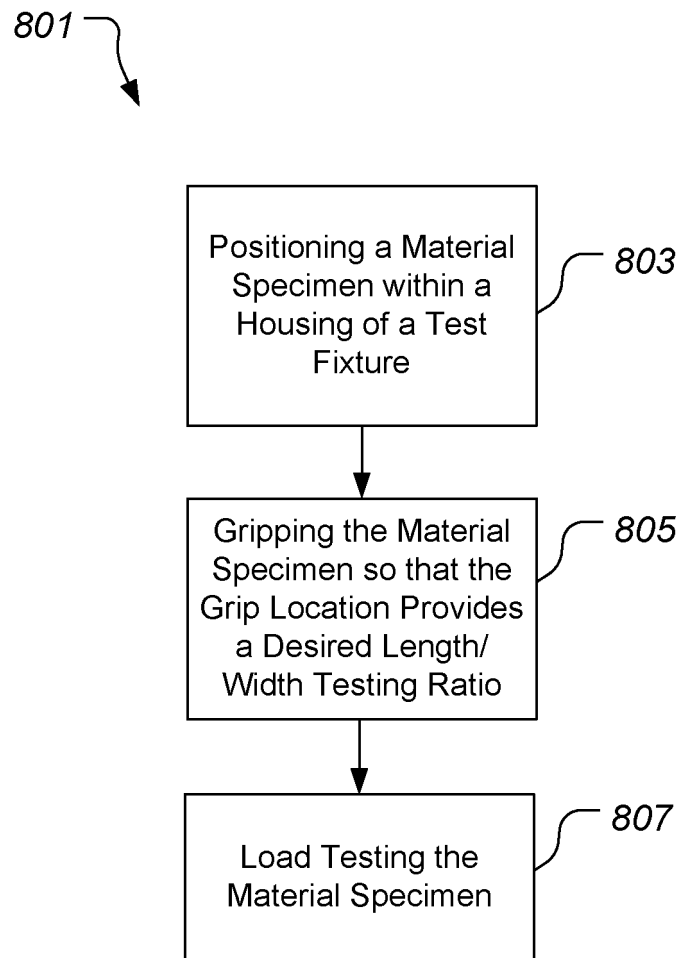 801
Positioning a Material
Specimen within a
Housing of a Test
Fixture
803
Gripping the Material
Specimen so that the
Grip Location Provides
a Desired Length/
Width Testing Ratio
805
Load Testing the
Material Specimen
807